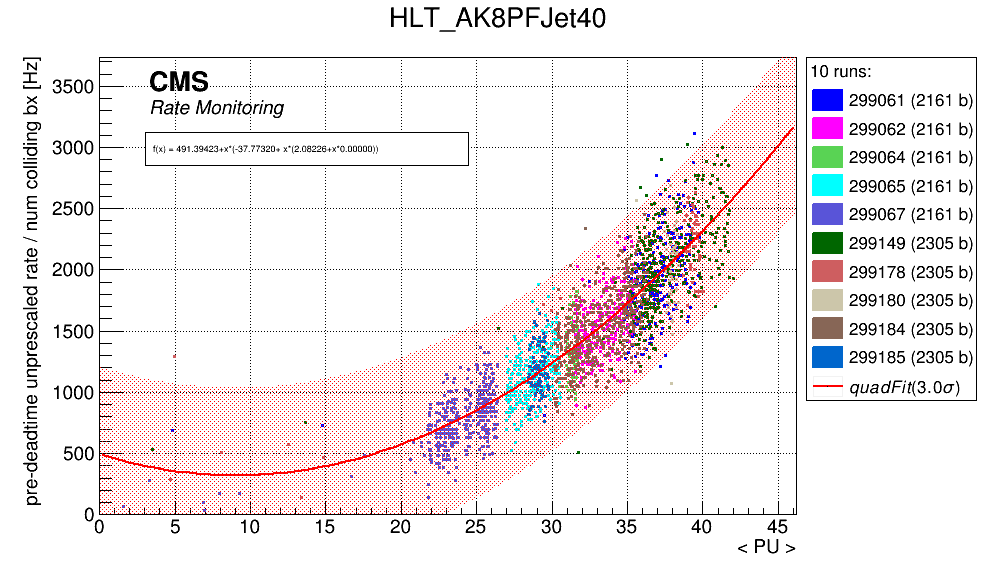 HLT_AK8PFJet40
pre-deadtime unprescaled rate / num colliding bx [Hz]
CMS
Rate Monitoring
f(x) = 491.39423+x*(-37.77320+ x*(2.08226+x*0.00000))
3500
3000
2500
2000
1500
1000
500
0
0 5 10 15 20 25 30 35 40 45
< PU >
10 runs:
299061 (2161 b)
299062 (2161 b)
299064 (2161 b)
299065 (2161 b)
299067 (2161 b)
299149 (2305 b)
299178 (2305 b)
299180 (2305 b)
299184 (2305 b)
299185 (2305 b)
quadFit(3.0σ)